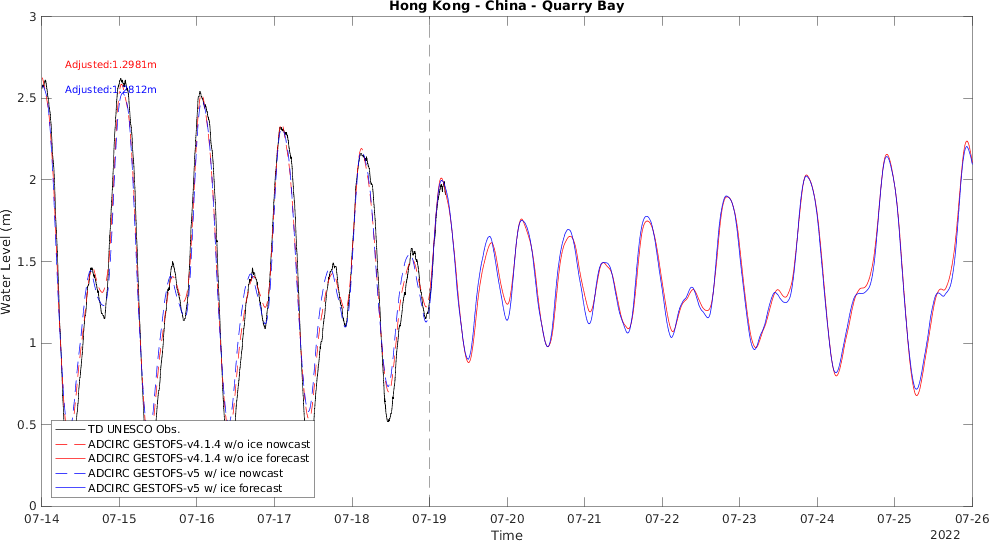 Hong Kong - China - Quarry Bay
Adjusted:1.2981m
Adjusted:1.2812m
Water Level (m)
3
2.5
2
1.5
1
0.5
0
TD UNESCO Obs.
ADCIRC GESTOFS-v4.1.4 w/o ice nowcast
ADCIRC GESTOFS-v4.1.4 w/o ice forecast
ADCIRC GESTOFS-v5 w/ ice nowcast
ADCIRC GESTOFS-v5 w/ ice forecast
07-14 07-15 07-16 07-17 07-18 07-19 07-20 07-21 07-22 07-23 07-24 07-25 07-26
Time
2022